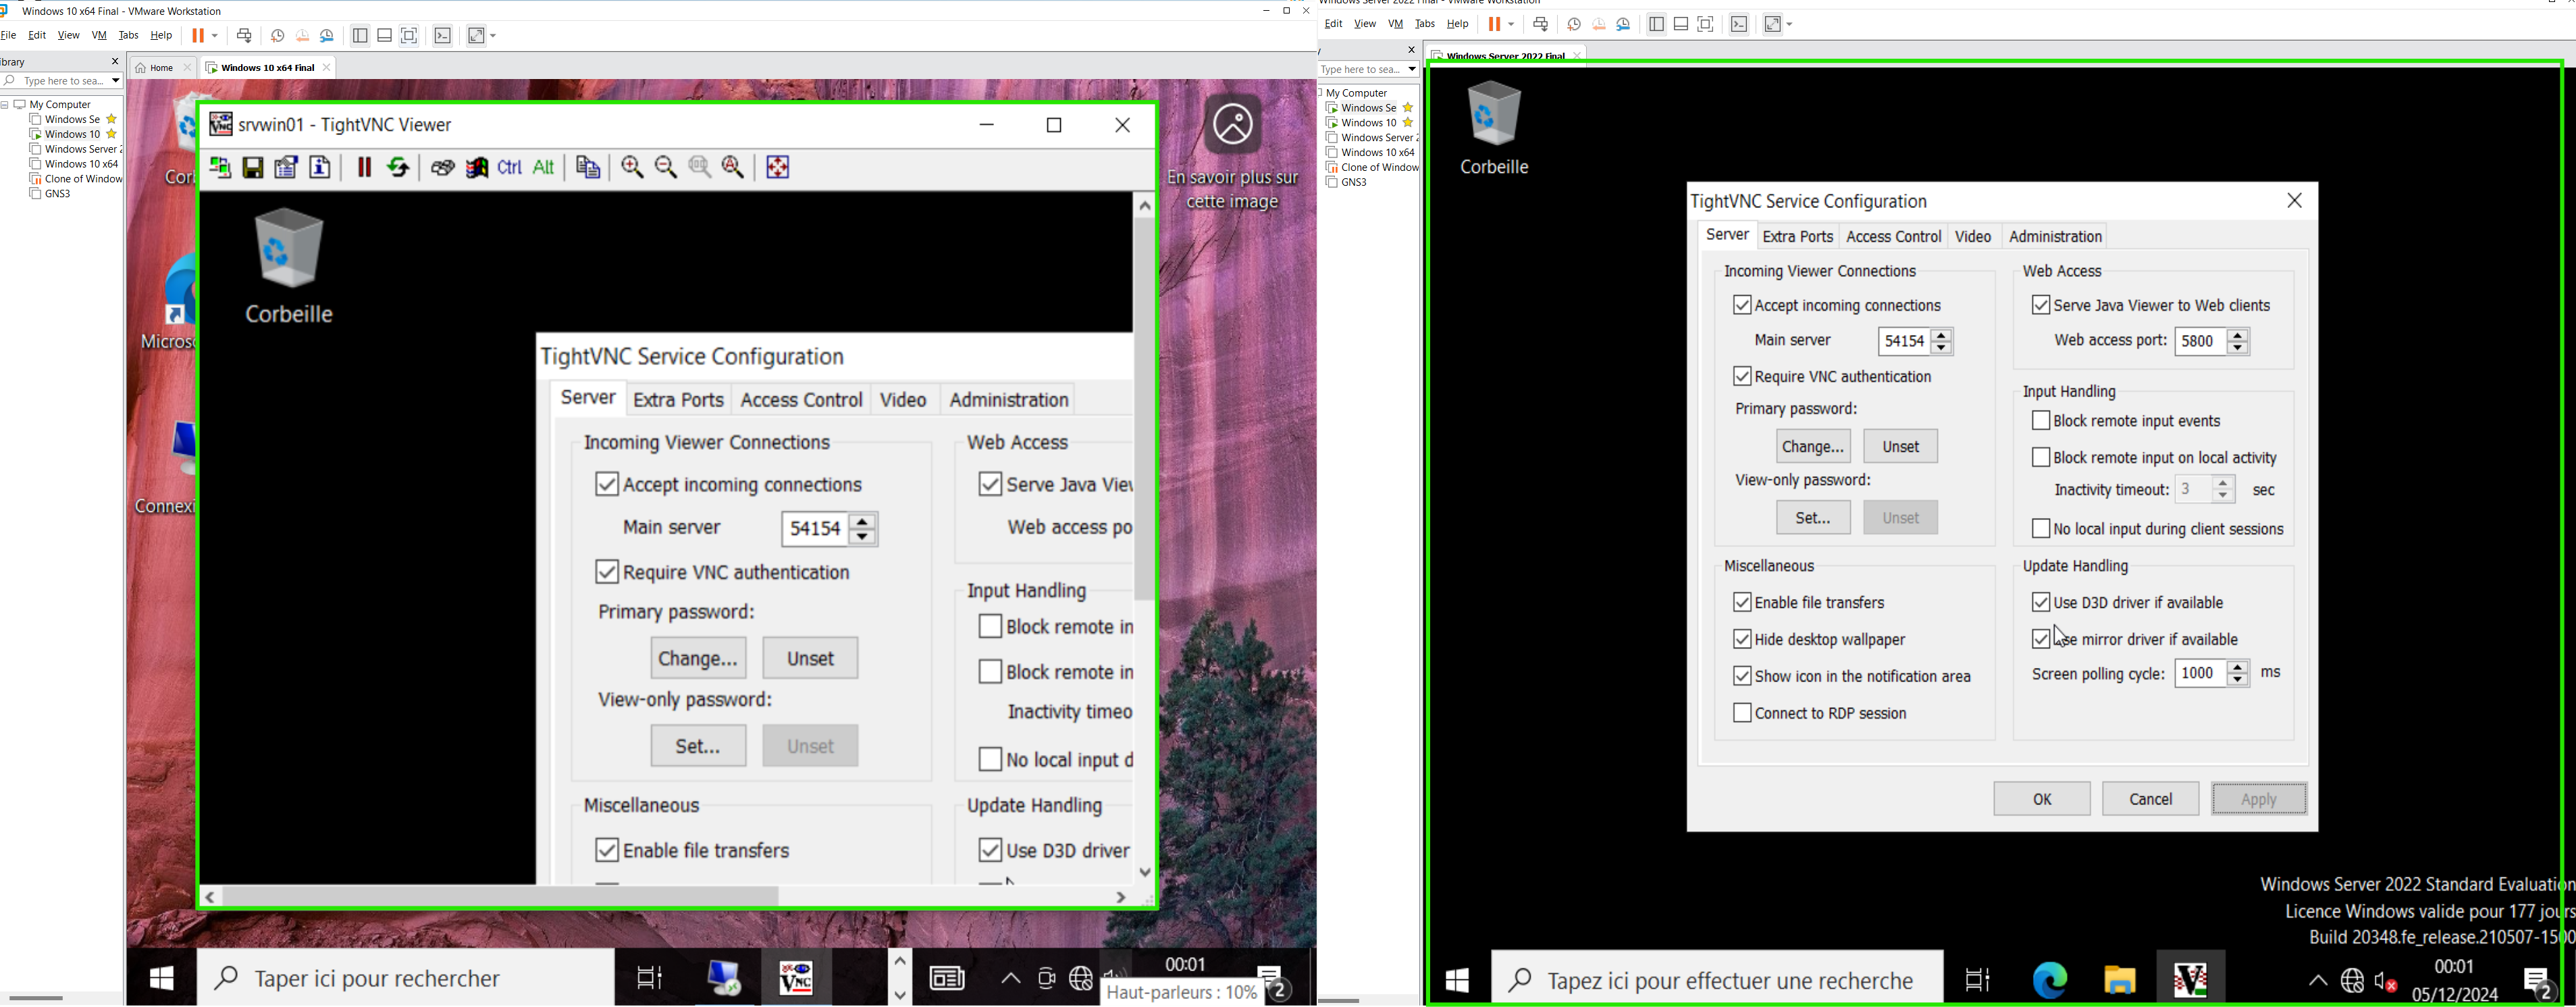 Windows 10 x64 Final - VMware Workstation
File Edit View VM Tabs Help
Library
Type here to sea...
My Computer
Windows Se
Windows 10
Windows Server 2
Windows 10 x64
Clone of Window
GNS3
Home
Windows 10 x64 Final
En savoir plus sur
cette image
Microso
Connexi
srvwin01 - TightVNC Viewer
Ctrl Alt
Corbeille
TightVNC Service Configuration
Server Extra Ports Access Control Video Administration
Incoming Viewer Connections
Accept incoming connections
Main server 54154
Require VNC authentication
Primary password:
Change... Unset
View-only password:
Set... Unset
Miscellaneous
Enable file transfers
Web Access
Serve Java View
Web access po
Input Handling
Block remote in
Block remote in
Inactivity timeo
No local input d
Update Handling
Use D3D driver
Taper ici pour rechercher
VNC
00:01
Haut-parleurs : 10%
2
Windows Server 2022 Final - VMware Workstation
Edit View VM Tabs Help
Type here to sea...
My Computer
Windows Se
Windows 10
Windows Server 2
Windows 10 x64
Clone of Window
GNS3
Windows Server 2022 Final
Corbeille
TightVNC Service Configuration
Server Extra Ports Access Control Video Administration
Incoming Viewer Connections
Accept incoming connections
Main server 54154
Require VNC authentication
Primary password:
Change... Unset
View-only password:
Set... Unset
Miscellaneous
Enable file transfers
Hide desktop wallpaper
Show icon in the notification area
Connect to RDP session
Web Access
Serve Java Viewer to Web clients
Web access port: 5800
Input Handling
Block remote input events
Block remote input on local activity
Inactivity timeout: 3 sec
No local input during client sessions
Update Handling
Use D3D driver if available
Use mirror driver if available
Screen polling cycle: 1000 ms
OK Cancel Apply
Windows Server 2022 Standard Evaluation
Licence Windows valide pour 177 jours
Build 20348.fe_release.210507-1500
Tapez ici pour effectuer une recherche
00:01
05/12/2024
2